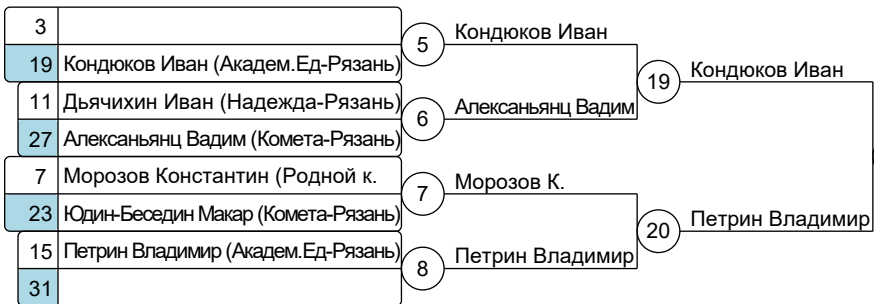 3
5 Кондюков Иван
19 Кондюков Иван (Академ.Ед-Рязань)
19 Кондюков Иван
11 Дьячихин Иван (Надежда-Рязань)
6 Алексаньянц Вадим
27 Алексаньянц Вадим (Комета-Рязань)
7 Морозов Константин (Родной к.
7 Морозов К.
23 Юдин-Беседин Макар (Комета-Рязань)
20 Петрин Владимир
15 Петрин Владимир (Академ.Ед-Рязань)
8 Петрин Владимир
31